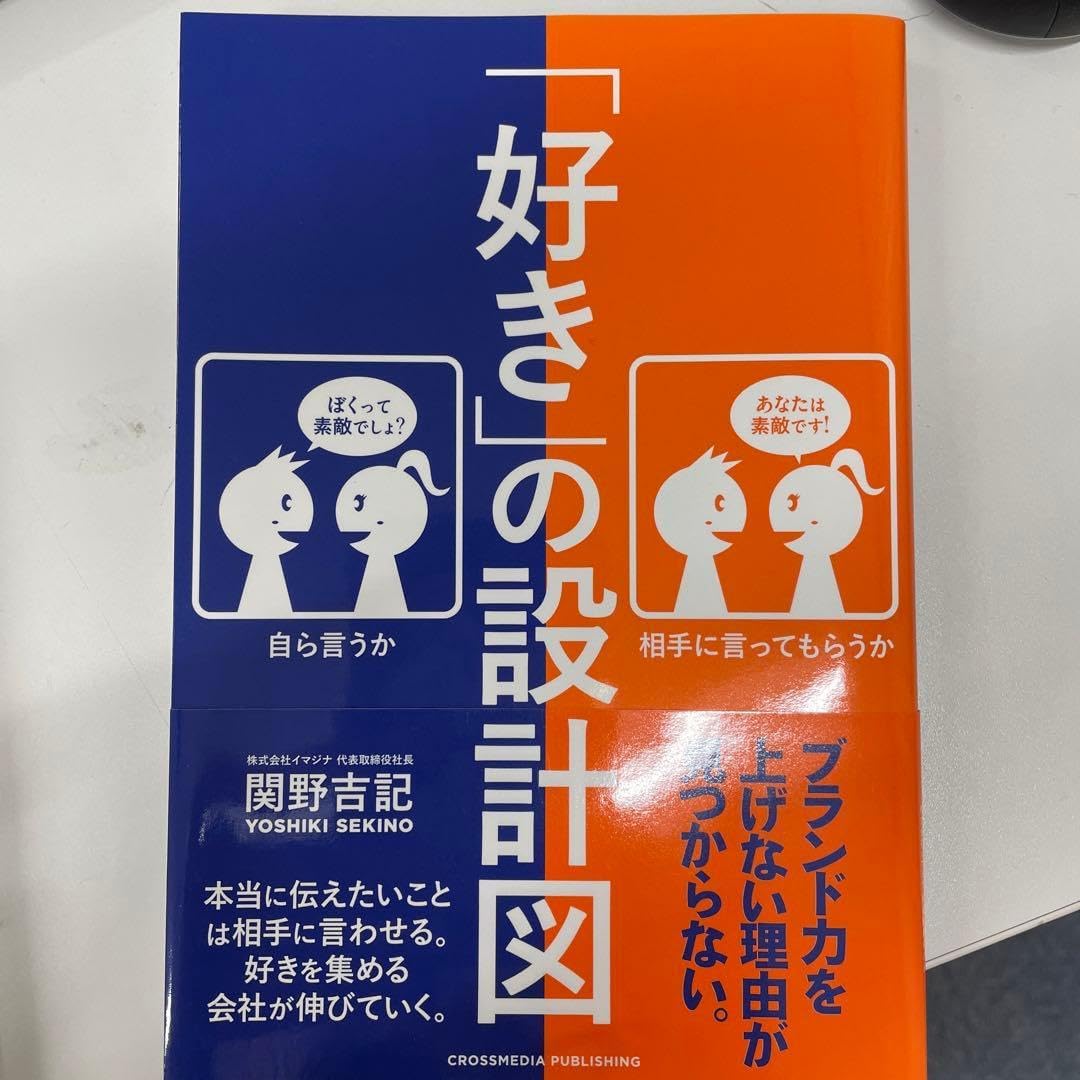 「好き」の設計図
ぼくって
素敵でしょ?
自ら言うか
あなたは
素敵です!
相手に言ってもらうか
株式会社イマジナ 代表取締役社長
関野吉記
YOSHIKI SEKINO
本当に伝えたいこと
は相手に言わせる。
好きを集める
会社が伸びていく。
ブランド力を
上げない理由が
見つからない。
CROSSMEDIA PUBLISHING